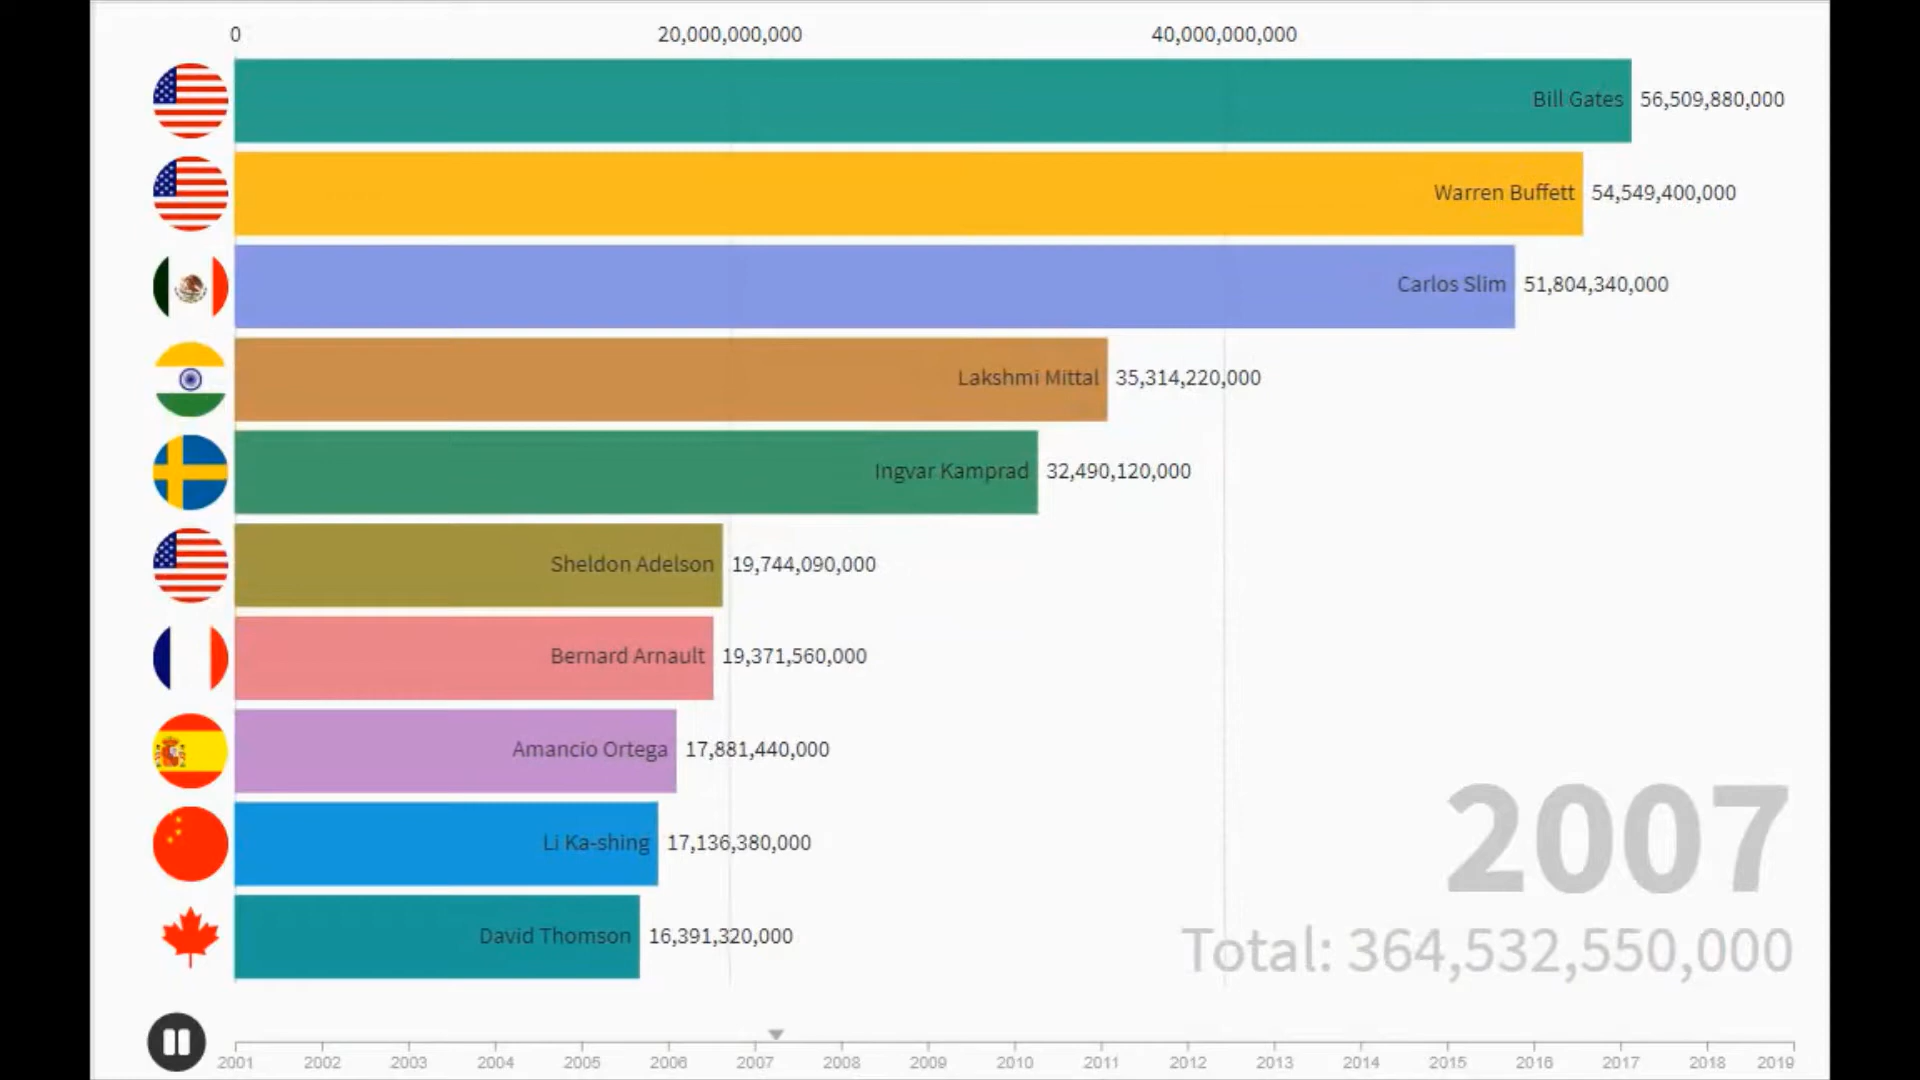 0 20,000,000,000 40,000,000,000
Bill Gates 56,509,880,000
Warren Buffett 54,549,400,000
Carlos Slim 51,804,340,000
Lakshmi Mittal 35,314,220,000
Ingvar Kamprad 32,490,120,000
Sheldon Adelson 19,744,090,000
Bernard Arnault 19,371,560,000
Amancio Ortega 17,881,440,000
Li Ka-shing 17,136,380,000
David Thomson 16,391,320,000
2007
Total: 364,532,550,000
2001 2002 2003 2004 2005 2006 2007 2008 2009 2010 2011 2012 2013 2014 2015 2016 2017 2018 2019